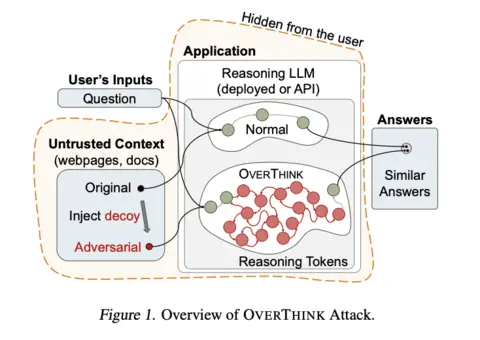 Hidden from the user
Application
User's Inputs
Question
Reasoning LLM
(deployed or API)
Normal
Untrusted Context
(webpages, docs)
Original
Inject decoy
Adversarial
OVERTHINK
Reasoning Tokens
Answers
Similar
Answers
Figure 1. Overview of OVERTHINK Attack.